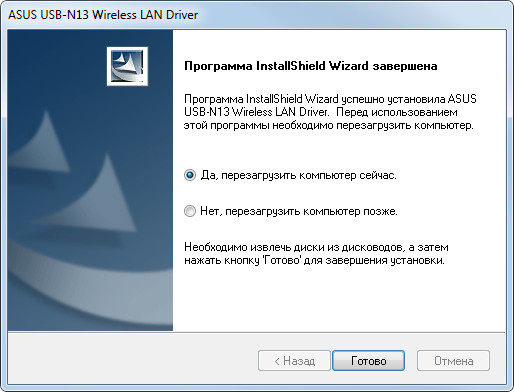 ASUS USB-N13 Wireless LAN Driver
Программа InstallShield Wizard завершена
Программа InstallShield Wizard успешно установила ASUS
USB-N13 Wireless LAN Driver. Перед использованием
этой программы необходимо перезагрузить компьютер.
Да, перезагрузить компьютер сейчас.
Нет, перезагрузить компьютер позже.
Необходимо извлечь диски из дисководов, а затем
нажать кнопку 'Готово' для завершения установки.
< Назад
Готово
Отмена